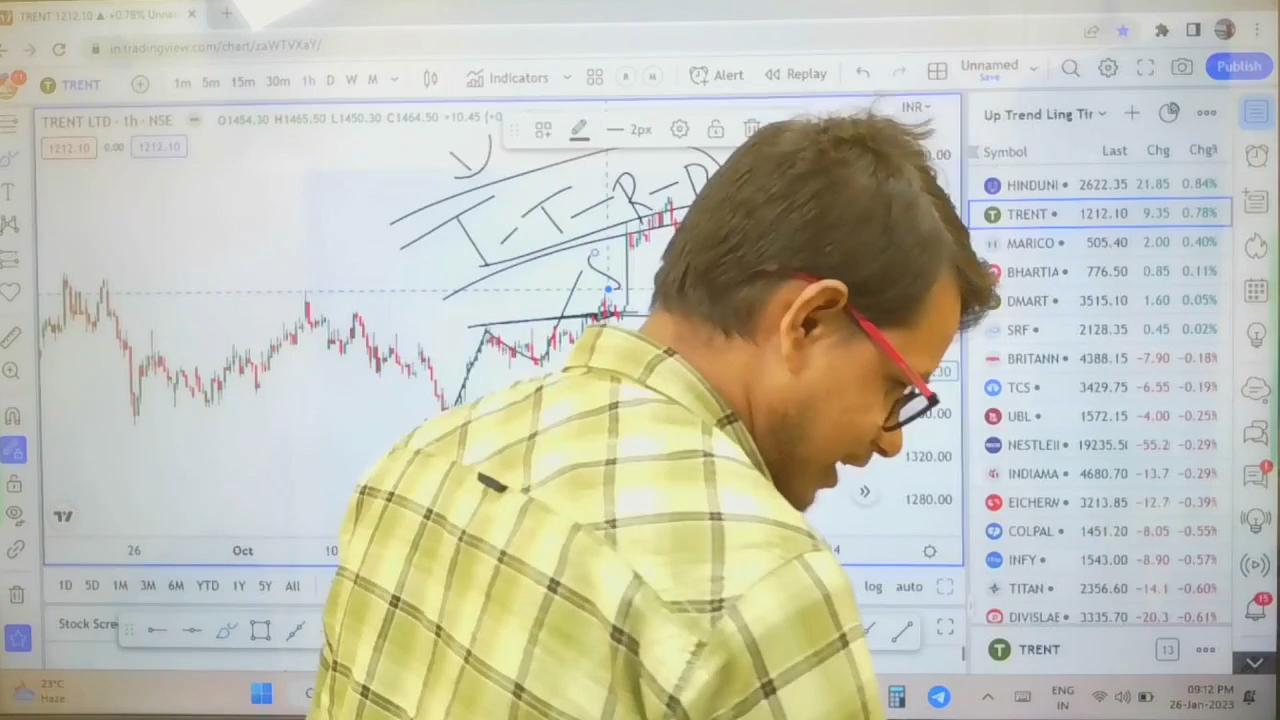 TRENT 1212.10 ▲ +0.78% Unna
in.tradingview.com/chart/zaWTVXaY/
TRENT 1m 5m 15m 30m 1h D W M Indicators Alert Replay Unnamed Save Publish
TRENT LTD · 1h · NSE O1454.30 H1465.50 L1450.30 C1464.50 +10.45 (+0
1212.10 0.00 1212.10
2px
INR
I-T-R-D
S
1320.00
1280.00
26 Oct 10
1D 5D 1M 3M 6M YTD 1Y 5Y All
log auto
Stock Scre
Up Trend Ling Tir
Symbol Last Chg Chg%
HINDUNI 2622.35 21.85 0.84%
TRENT 1212.10 9.35 0.78%
MARICO 505.40 2.00 0.40%
BHARTIA 776.50 0.85 0.11%
DMART 3515.10 1.60 0.05%
SRF 2128.35 0.45 0.02%
BRITANN 4388.15 -7.90 -0.18%
TCS 3429.75 -6.55 -0.19%
UBL 1572.15 -4.00 -0.25%
NESTLEII 19235.5( -55.2 -0.29%
INDIAMA 4680.70 -13.7 -0.29%
EICHERN 3213.85 -12.7 -0.39%
COLPAL 1451.20 -8.05 -0.55%
INFY 1543.00 -8.90 -0.57%
TITAN 2356.60 -14.1 -0.60%
DIVISLAE 3335.70 -20.3 -0.61%
TRENT 13
15
23°C
Haze
ENG
IN
09:12 PM
26-Jan-2023